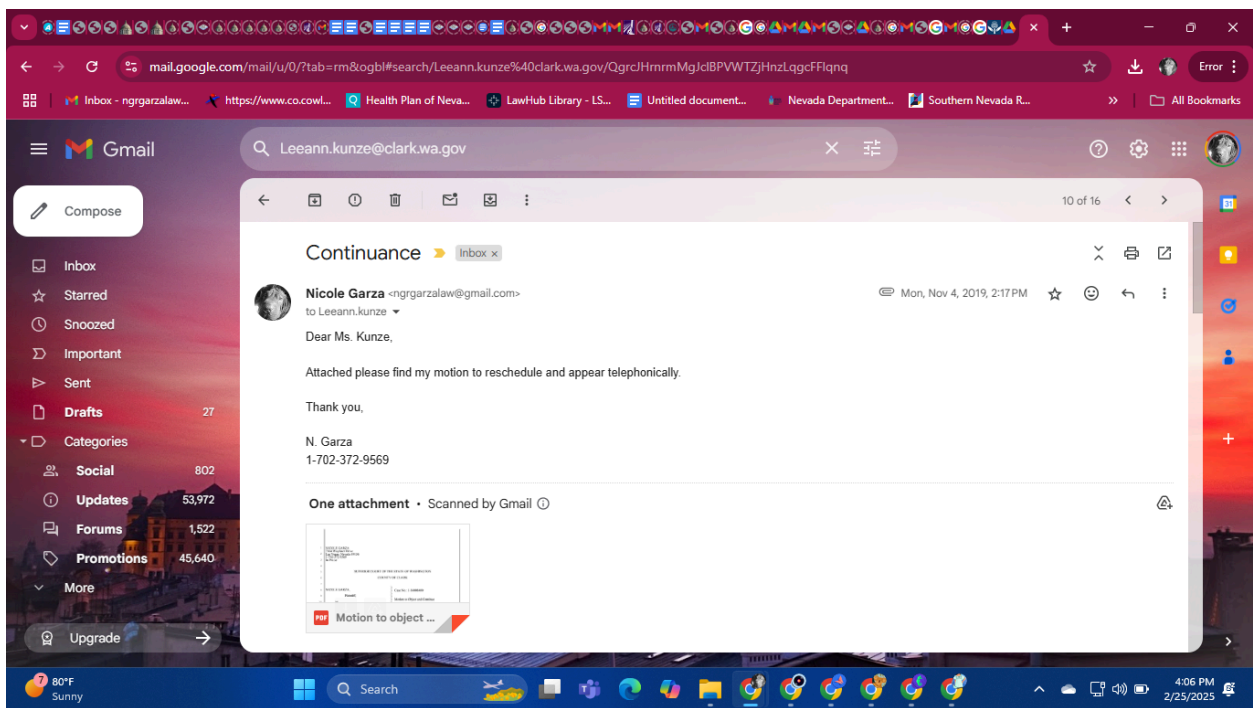 mail.google.com/mail/u/0/?tab=rm&ogbl#search/Leeann.kunze%40clark.wa.gov/QgrcJHrnrmMgJclBPVWTZjHnzLqgcFFlqnq
Error
Inbox - ngrgarzalaw...
https://www.co.cowl...
Health Plan of Neva...
LawHub Library - LS...
Untitled document...
Nevada Department...
Southern Nevada R...
All Bookmarks
Gmail
Leeann.kunze@clark.wa.gov
Compose
10 of 16
Inbox
Starred
Snoozed
Important
Sent
Drafts 27
Categories
Social 802
Updates 53,972
Forums 1,522
Promotions 45,640
More
Upgrade
Continuance
Inbox x
Nicole Garza <ngrgarzalaw@gmail.com>
Mon, Nov 4, 2019, 2:17 PM
to Leeann.kunze
Dear Ms. Kunze,
Attached please find my motion to reschedule and appear telephonically.
Thank you,
N. Garza
1-702-372-9569
One attachment • Scanned by Gmail
PDF
Motion to object ...
31
7
80°F
Sunny
Search
4:06 PM
2/25/2025